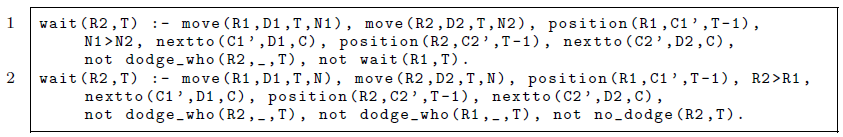 1 wait(R2,T) :- move(R1,D1,T,N1), move(R2,D2,T,N2), position(R1,C1',T-1),
N1>N2, nextto(C1',D1,C), position(R2,C2',T-1), nextto(C2',D2,C),
not dodge_who(R2,_,T), not wait(R1,T).
2 wait(R2,T) :- move(R1,D1,T,N), move(R2,D2,T,N), position(R1,C1',T-1), R2>R1,
nextto(C1',D1,C), position(R2,C2',T-1), nextto(C2',D2,C),
not dodge_who(R2,_,T), not dodge_who(R1,_,T), not no_dodge(R2,T).